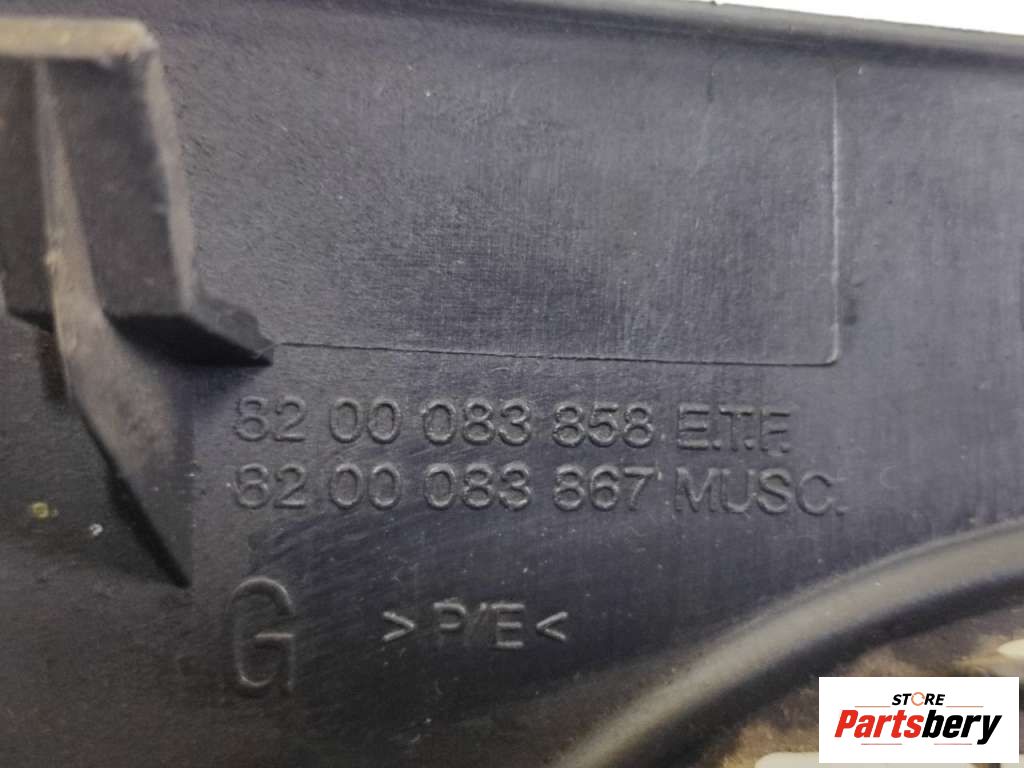 82 00 083 858 E.T.F.
82 00 083 867 MUSC.
G >P/E<
STORE
Partsbery